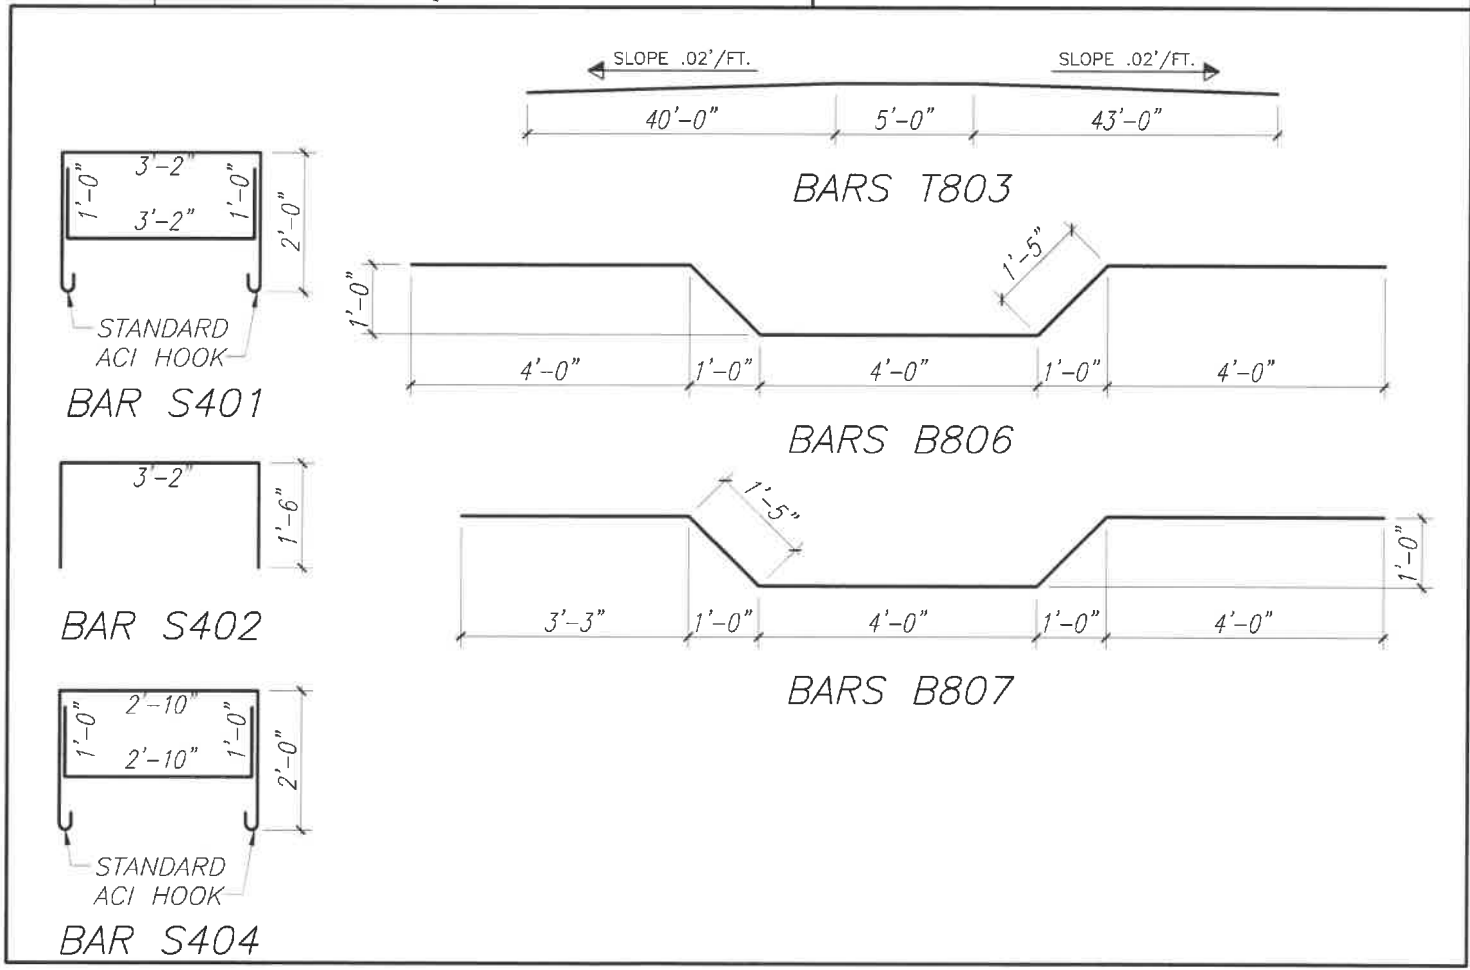 SLOPE .02'/FT.
SLOPE .02'/FT.
40'-0"
5'-0"
43'-0"
BARS T803
3'-2"
1'-0"
1'-0"
3'-2"
2'-0"
STANDARD
ACI HOOK
BAR S401
1'-0"
1'-5"
4'-0"
1'-0"
4'-0"
1'-0"
4'-0"
BARS B806
3'-2"
1'-6"
BAR S402
1'-5"
1'-0"
3'-3"
1'-0"
4'-0"
1'-0"
4'-0"
BARS B807
2'-10"
1'-0"
1'-0"
2'-10"
2'-0"
STANDARD
ACI HOOK
BAR S404